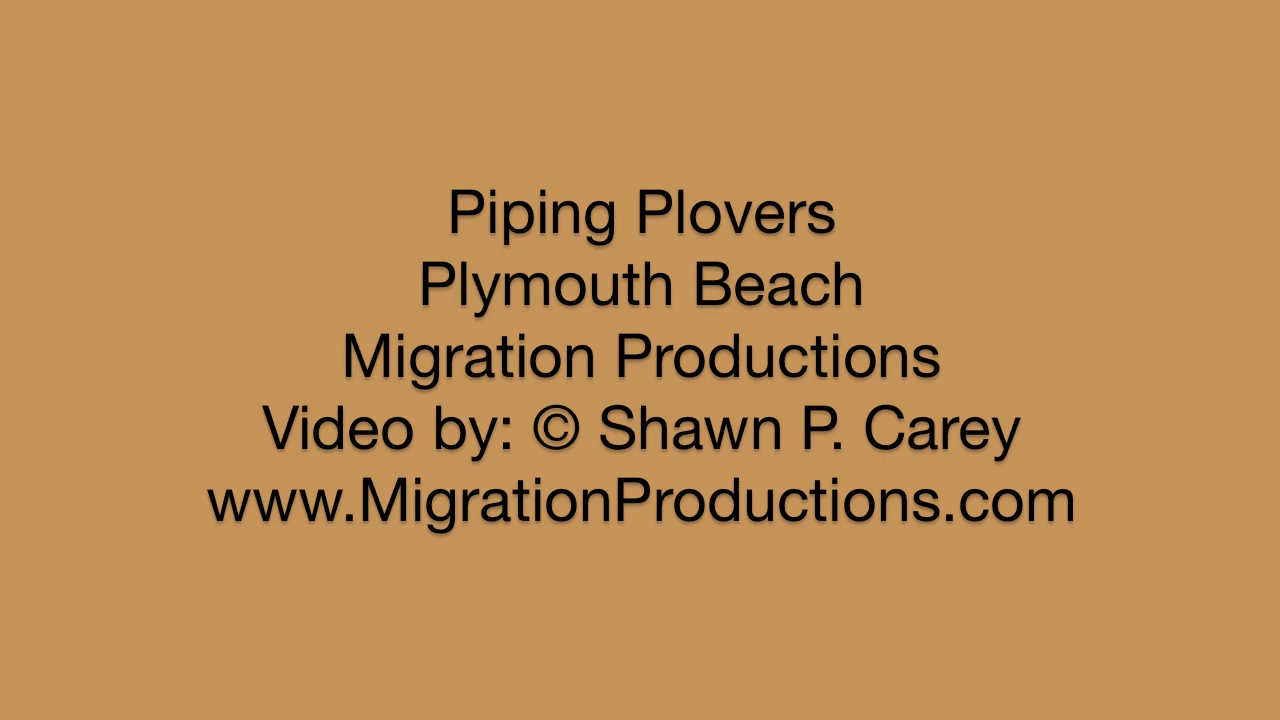 Piping Plovers
Plymouth Beach
Migration Productions
Video by: © Shawn P. Carey
www.MigrationProductions.com